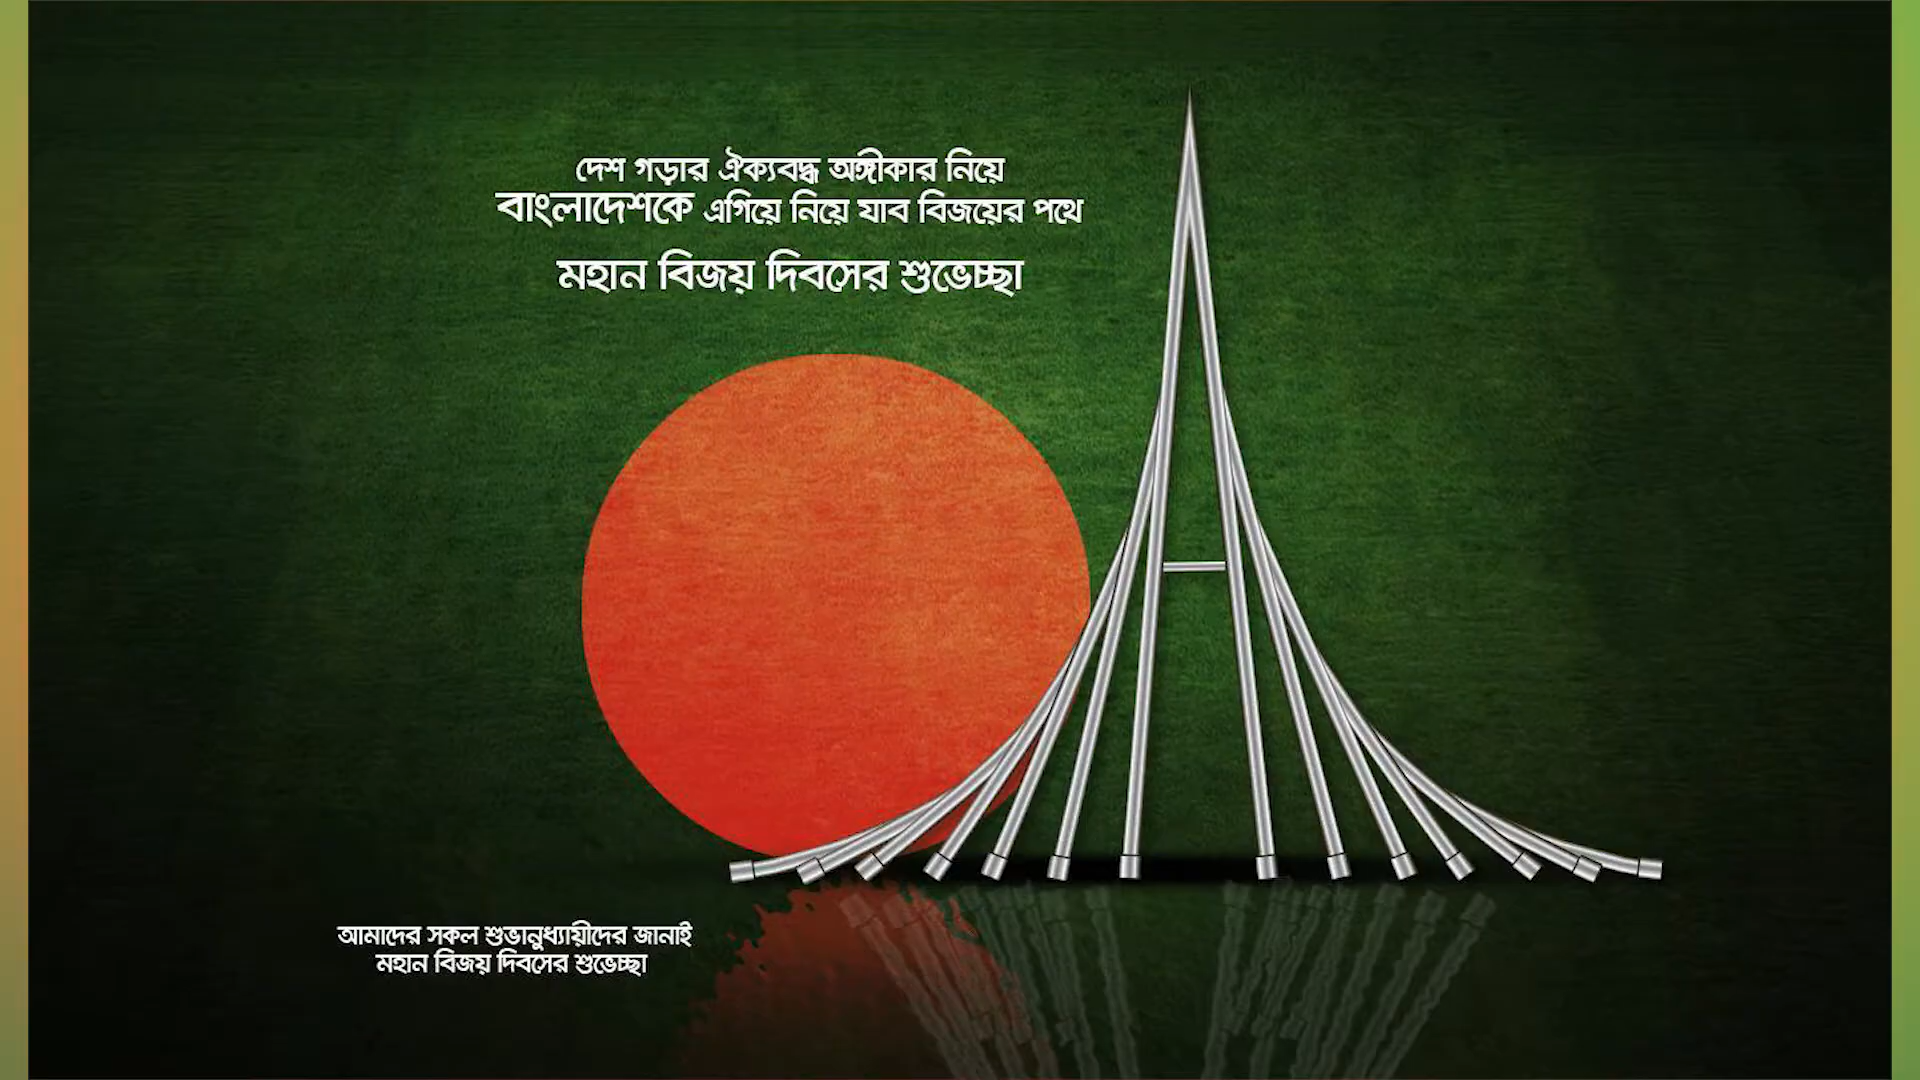 দেশ গড়ার ঐক্যবদ্ধ অঙ্গীকার নিয়ে
বাংলাদেশকে এগিয়ে নিয়ে যাব বিজয়ের পথে
মহান বিজয় দিবসের শুভেচ্ছা
আমাদের সকল শুভানুধ্যায়ীদের জানাই
মহান বিজয় দিবসের শুভেচ্ছা